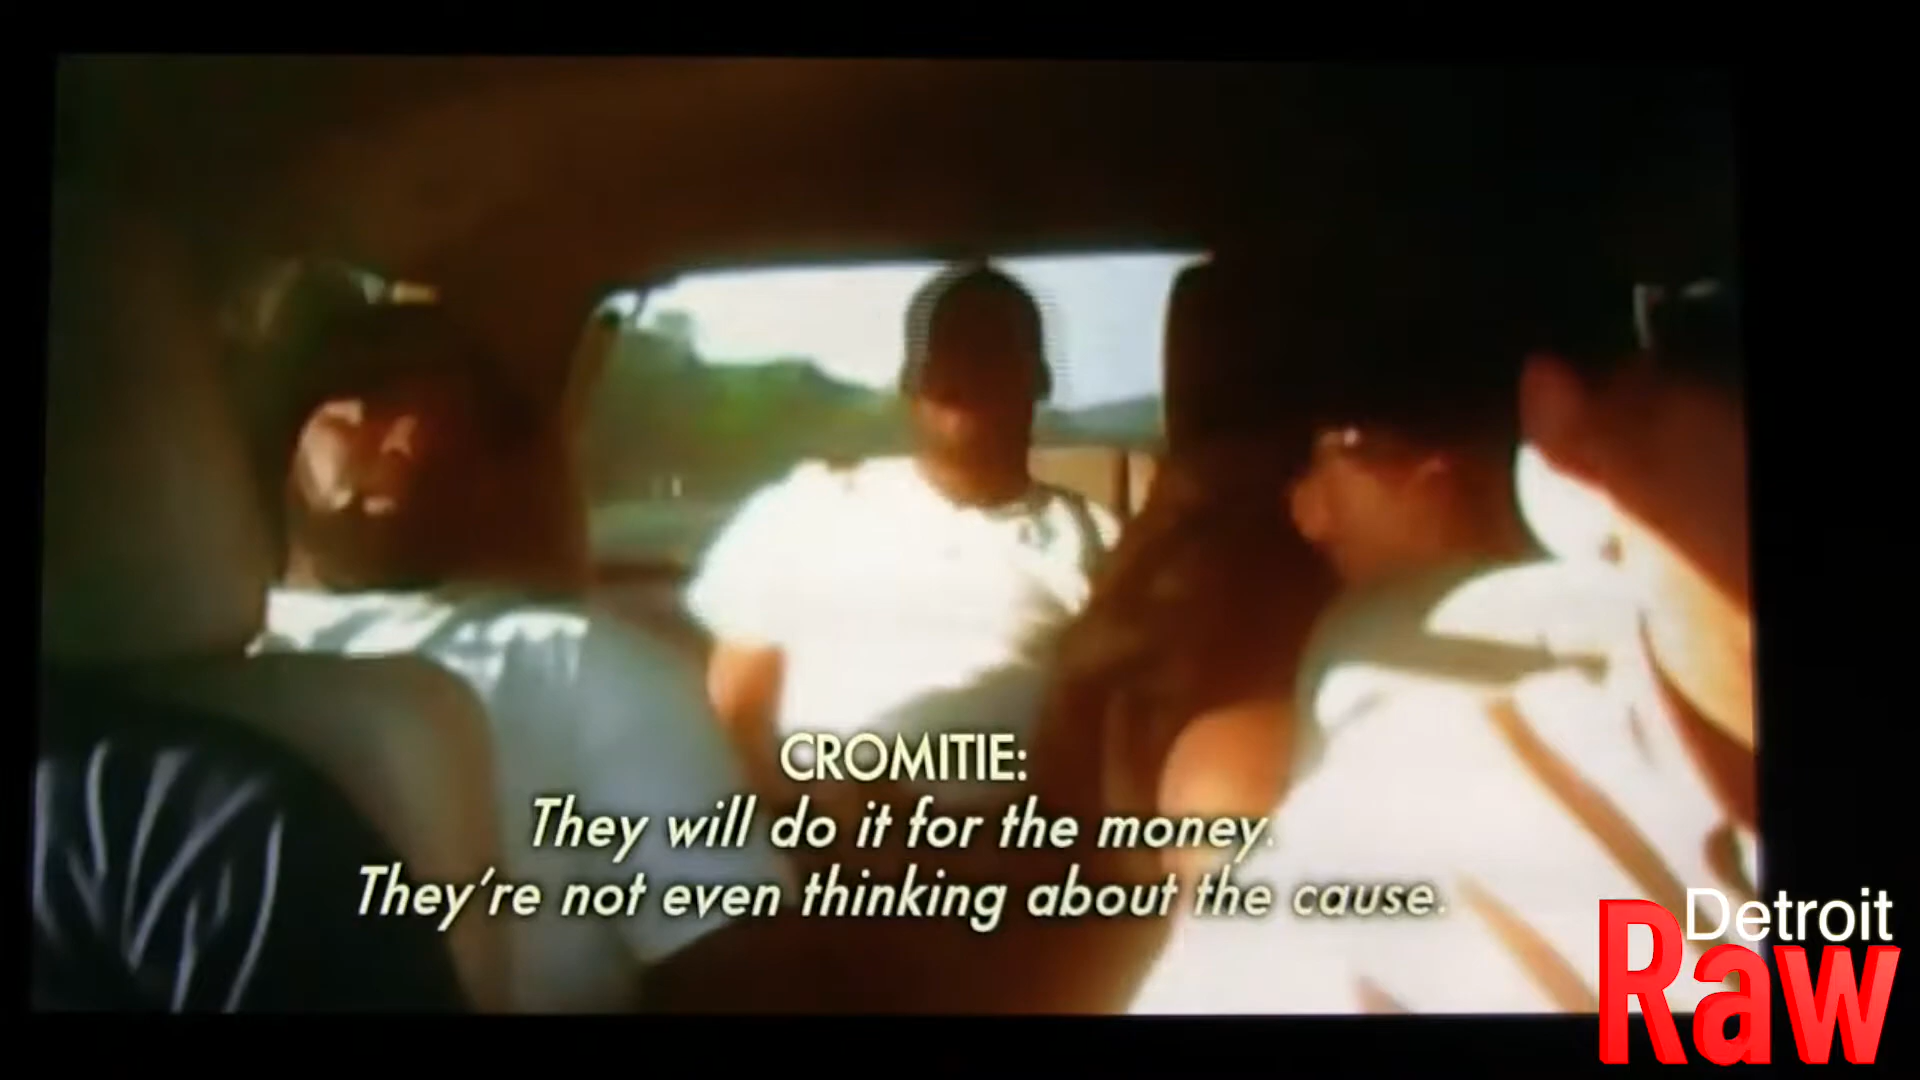 CROMITIE:
They will do it for the money.
They're not even thinking about the cause.
Detroit
Raw